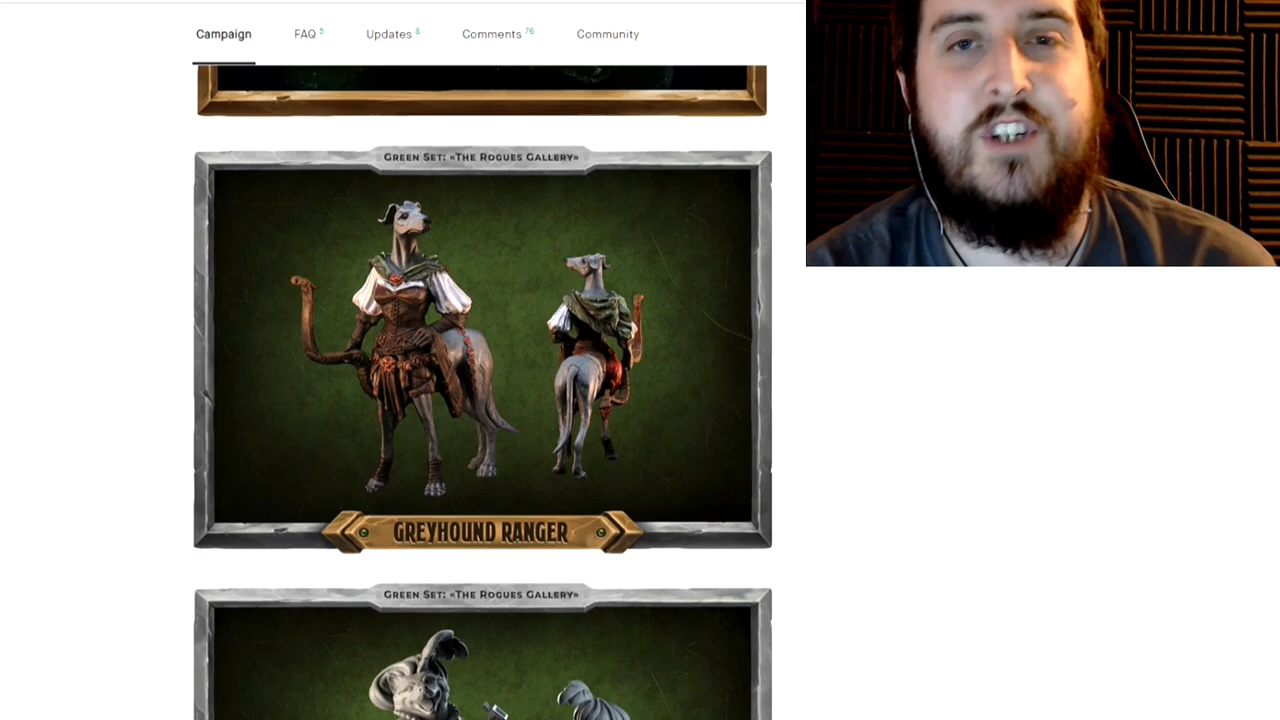 Campaign FAQ 5 Updates 8 Comments 76 Community
GREEN SET: «THE ROGUES GALLERY»
GREYHOUND RANGER
GREEN SET: «THE ROGUES GALLERY»